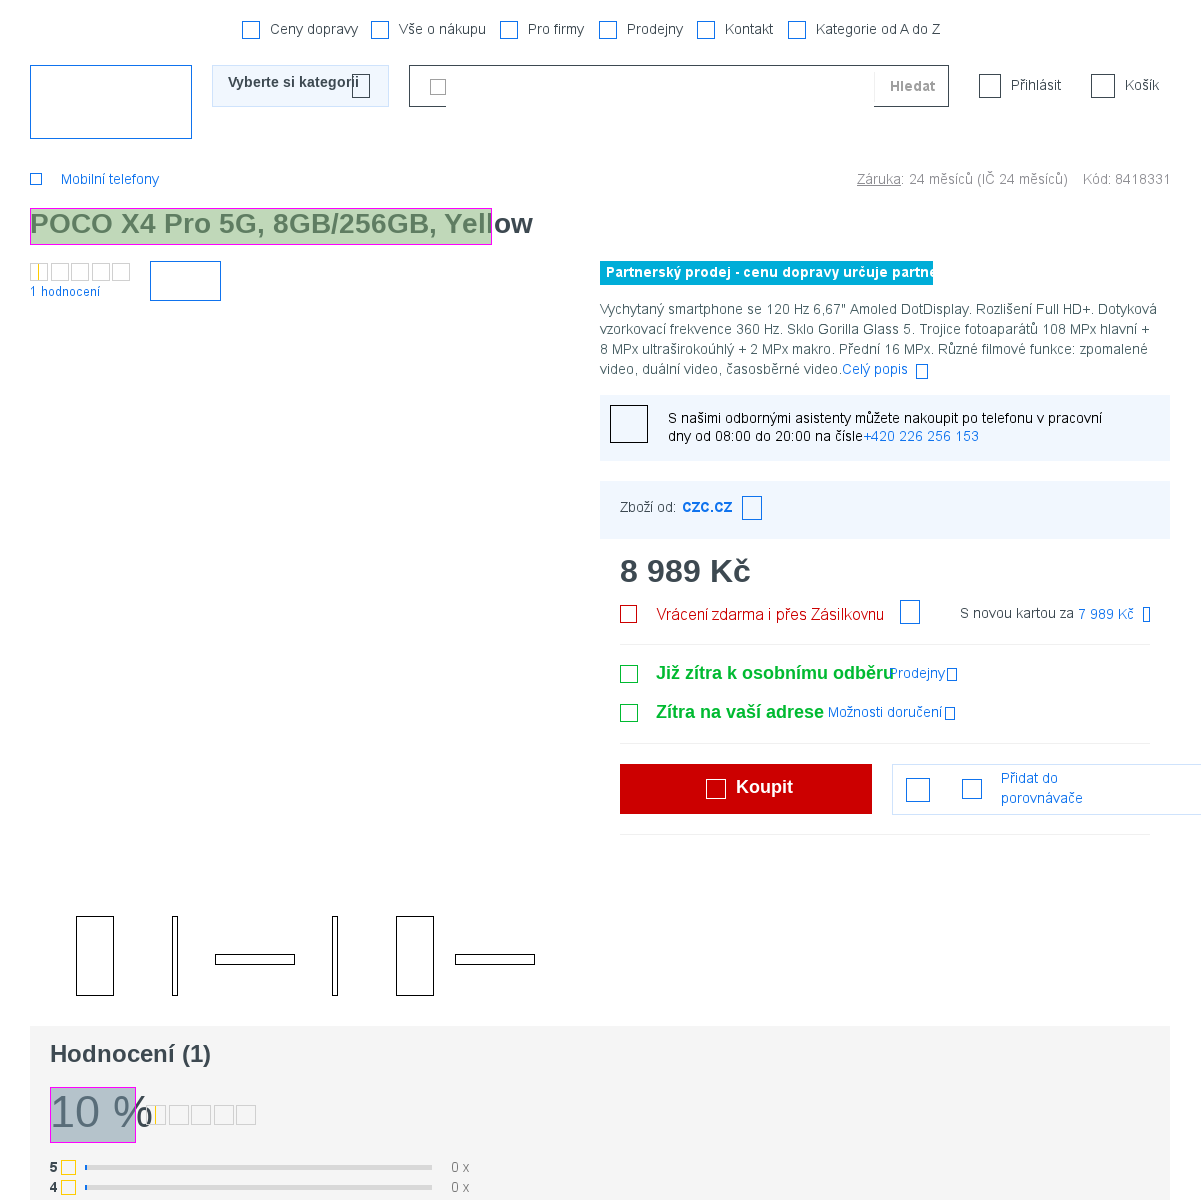 Ceny dopravy Vše o nákupu Pro firmy Prodejny Kontakt Kategorie od A do Z
Vyberte si kategorii Hledat Přihlásit Košík
Mobilní telefony Záruka: 24 měsíců (IČ 24 měsíců) Kód: 8418331
POCO X4 Pro 5G, 8GB/256GB, Yellow
1 hodnocení
Partnerský prodej - cenu dopravy určuje
Vychytaný smartphone se 120 Hz 6,67" Amoled DotDisplay. Rozlišení Full HD+. Dotyková
vzorkovací frekvence 360 Hz. Sklo Gorilla Glass 5. Trojice fotoaparátů 108 MPx hlavní +
8 MPx ultraširokoúhlý + 2 MPx makro. Přední 16 MPx. Různé filmové funkce: zpomalené
video, duální video, časosběrné video.Celý popis
S našimi odbornými asistenty můžete nakoupit po telefonu v pracovní
dny od 08:00 do 20:00 na čísle+420 226 256 153
Zboží od: CZC.CZ
8 989 Kč
Vrácení zdarma i přes Zásilkovnu S novou kartou za 7 989 Kč
Již zítra k osobnímu odběru Prodejny
Zítra na vaší adrese Možnosti doručení
Koupit Přidat do
porovnávače
Hodnocení (1)
10 %
5 0 x
4 0 x